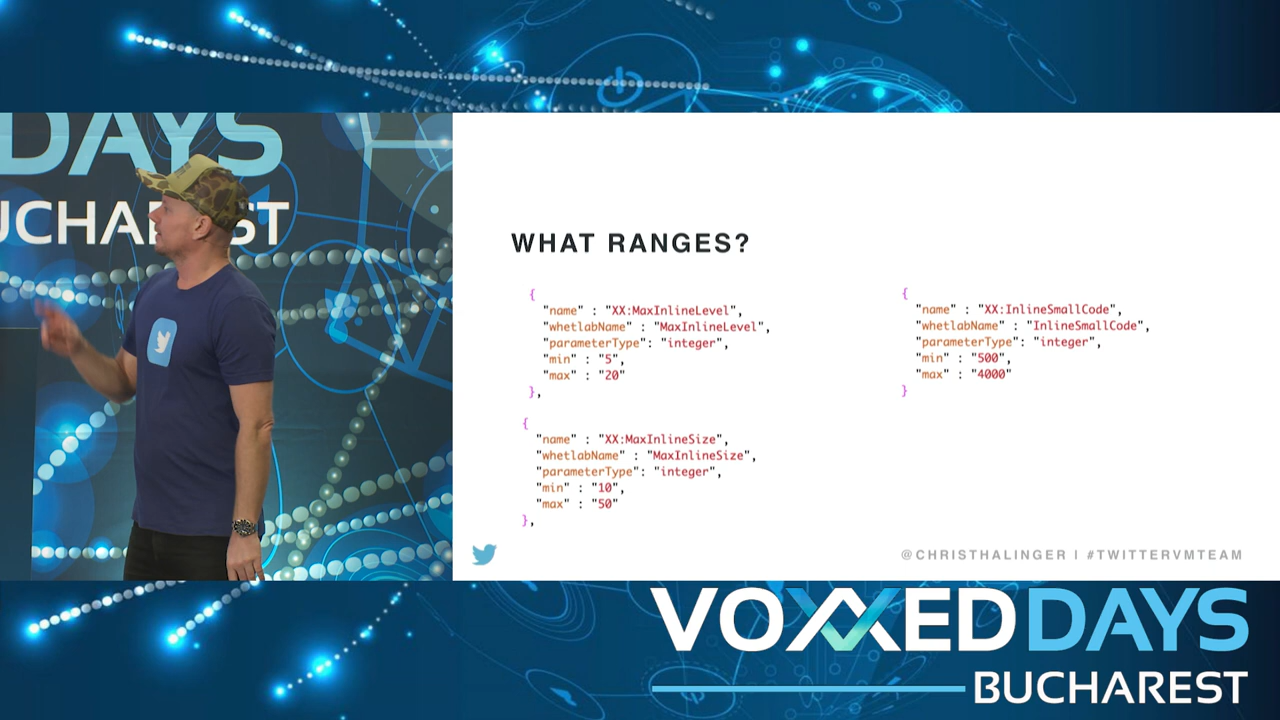 DAYS
UCHAREST
WHAT RANGES?
{
"name" : "XX:MaxInlineLevel",
"whetlabName" : "MaxInlineLevel",
"parameterType": "integer",
"min" : "5",
"max" : "20"
},
{
"name" : "XX:MaxInlineSize",
"whetlabName" : "MaxInlineSize",
"parameterType": "integer",
"min" : "10",
"max" : "50"
},
{
"name" : "XX:InlineSmallCode",
"whetlabName" : "InlineSmallCode",
"parameterType": "integer",
"min" : "500",
"max" : "4000"
}
@CHRISTHALINGER | #TWITTERVMTEAM
VOXXED DAYS
BUCHAREST